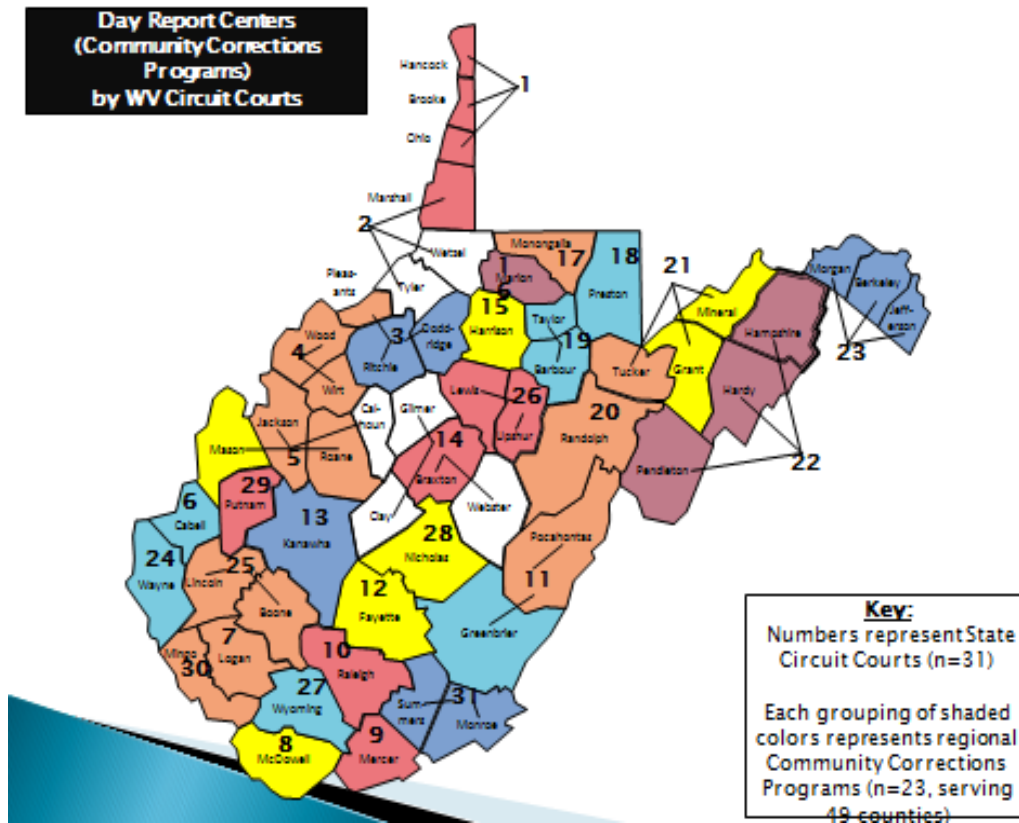 Day Report Centers
(Community Corrections
Programs)
by WV Circuit Courts
Hancock
1
Brooke
Ohio
Marshall
2
Wetzel
Monongalia
17
18
1
Marion
6
21
Morgan
Berkeley
Jeff-
erson
Pleas-
ants
Tyler
15
Harrison
Taylor
Preston
Mineral
Hampshire
23
Wood
3
Dodd-
ridge
Ritchie
19
Barbour
Tucker
Grant
Hardy
4
Wirt
Cal-
houn
Gilmer
Lewis
26
Upshur
20
Randolph
Jackson
Mason
5
Roane
14
Braxton
Pendleton
22
29
Putnam
6
Cabell
13
Kanawha
Clay
Webster
28
Nicholas
Pocahontas
24
Wayne
25
Lincoln
12
Fayette
11
Boone
Greenbrier
Mingo
7
Logan
30
10
Raleigh
27
Wyoming
Sum-
mers
31
Monroe
8
McDowell
9
Mercer
Key:
Numbers represent State
Circuit Courts (n=31)
Each grouping of shaded
colors represents regional
Community Corrections
Programs (n=23, serving
49 counties)